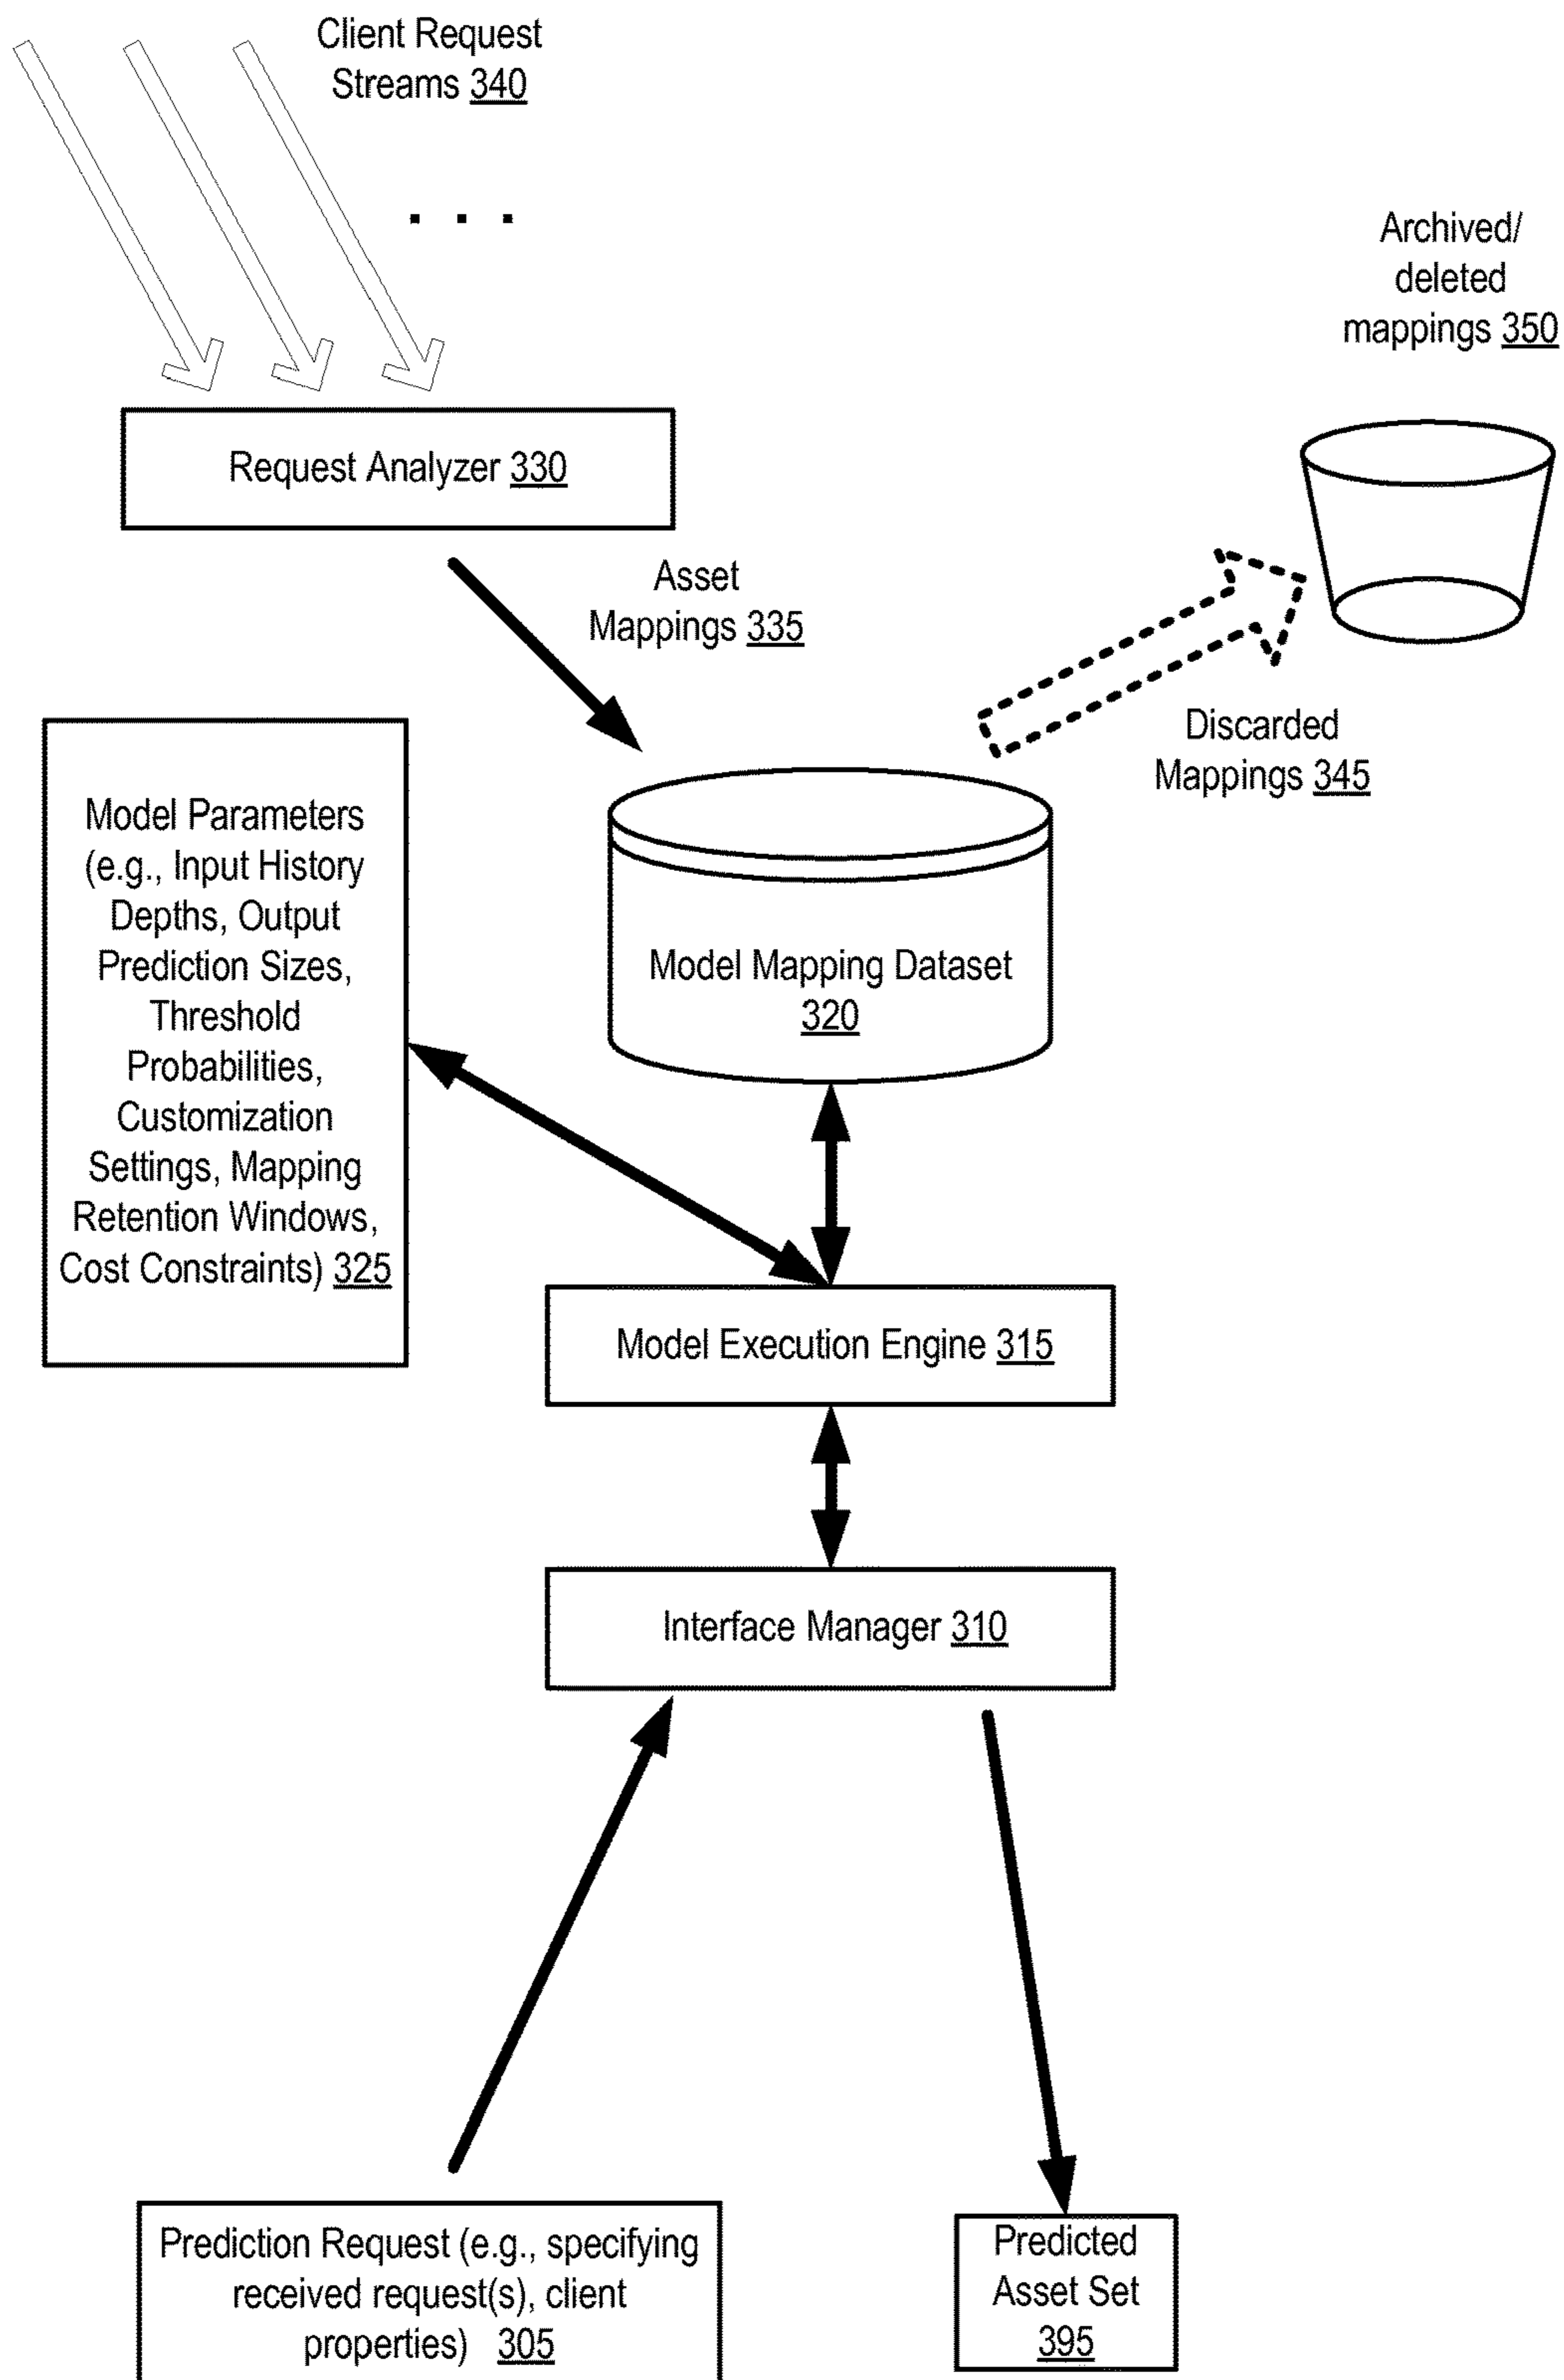 Client Request
Streams 340
. . .
Archived/
deleted
mappings 350
Request Analyzer 330
Asset
Mappings 335
Discarded
Mappings 345
Model Parameters
(e.g., Input History
Depths, Output
Prediction Sizes,
Threshold
Probabilities,
Customization
Settings, Mapping
Retention Windows,
Cost Constraints) 325
Model Mapping Dataset
320
Model Execution Engine 315
Interface Manager 310
Prediction Request (e.g., specifying
received request(s), client
properties) 305
Predicted
Asset Set
395